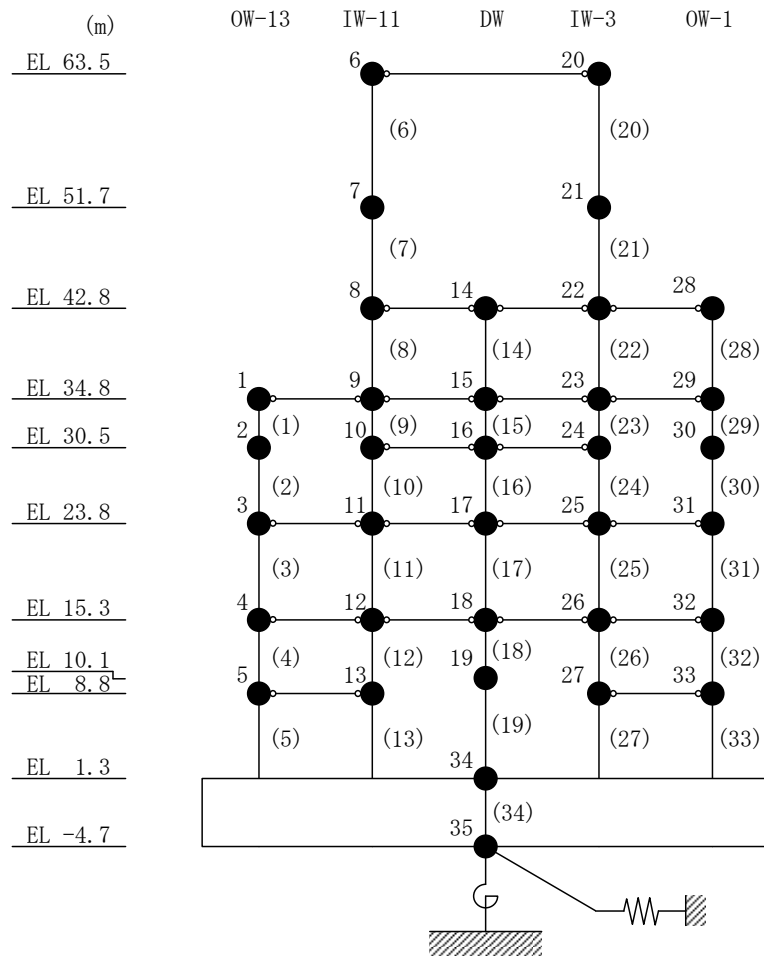 (m) OW-13 IW-11 DW IW-3 OW-1
EL 63.5 6 20
(6) (20)
EL 51.7 7 21
(7) (21)
EL 42.8 8 14 22 28
(8) (14) (22) (28)
EL 34.8 1 9 15 23 29
(1) (9) (15) (23) (29)
EL 30.5 2 10 16 24 30
(2) (10) (16) (24) (30)
EL 23.8 3 11 17 25 31
(3) (11) (17) (25) (31)
EL 15.3 4 12 18 26 32
(4) (12) (18) (26) (32)
EL 10.1 19
EL 8.8 5 13 27 33
(5) (13) (19) (27) (33)
EL 1.3 34
(34)
EL -4.7 35